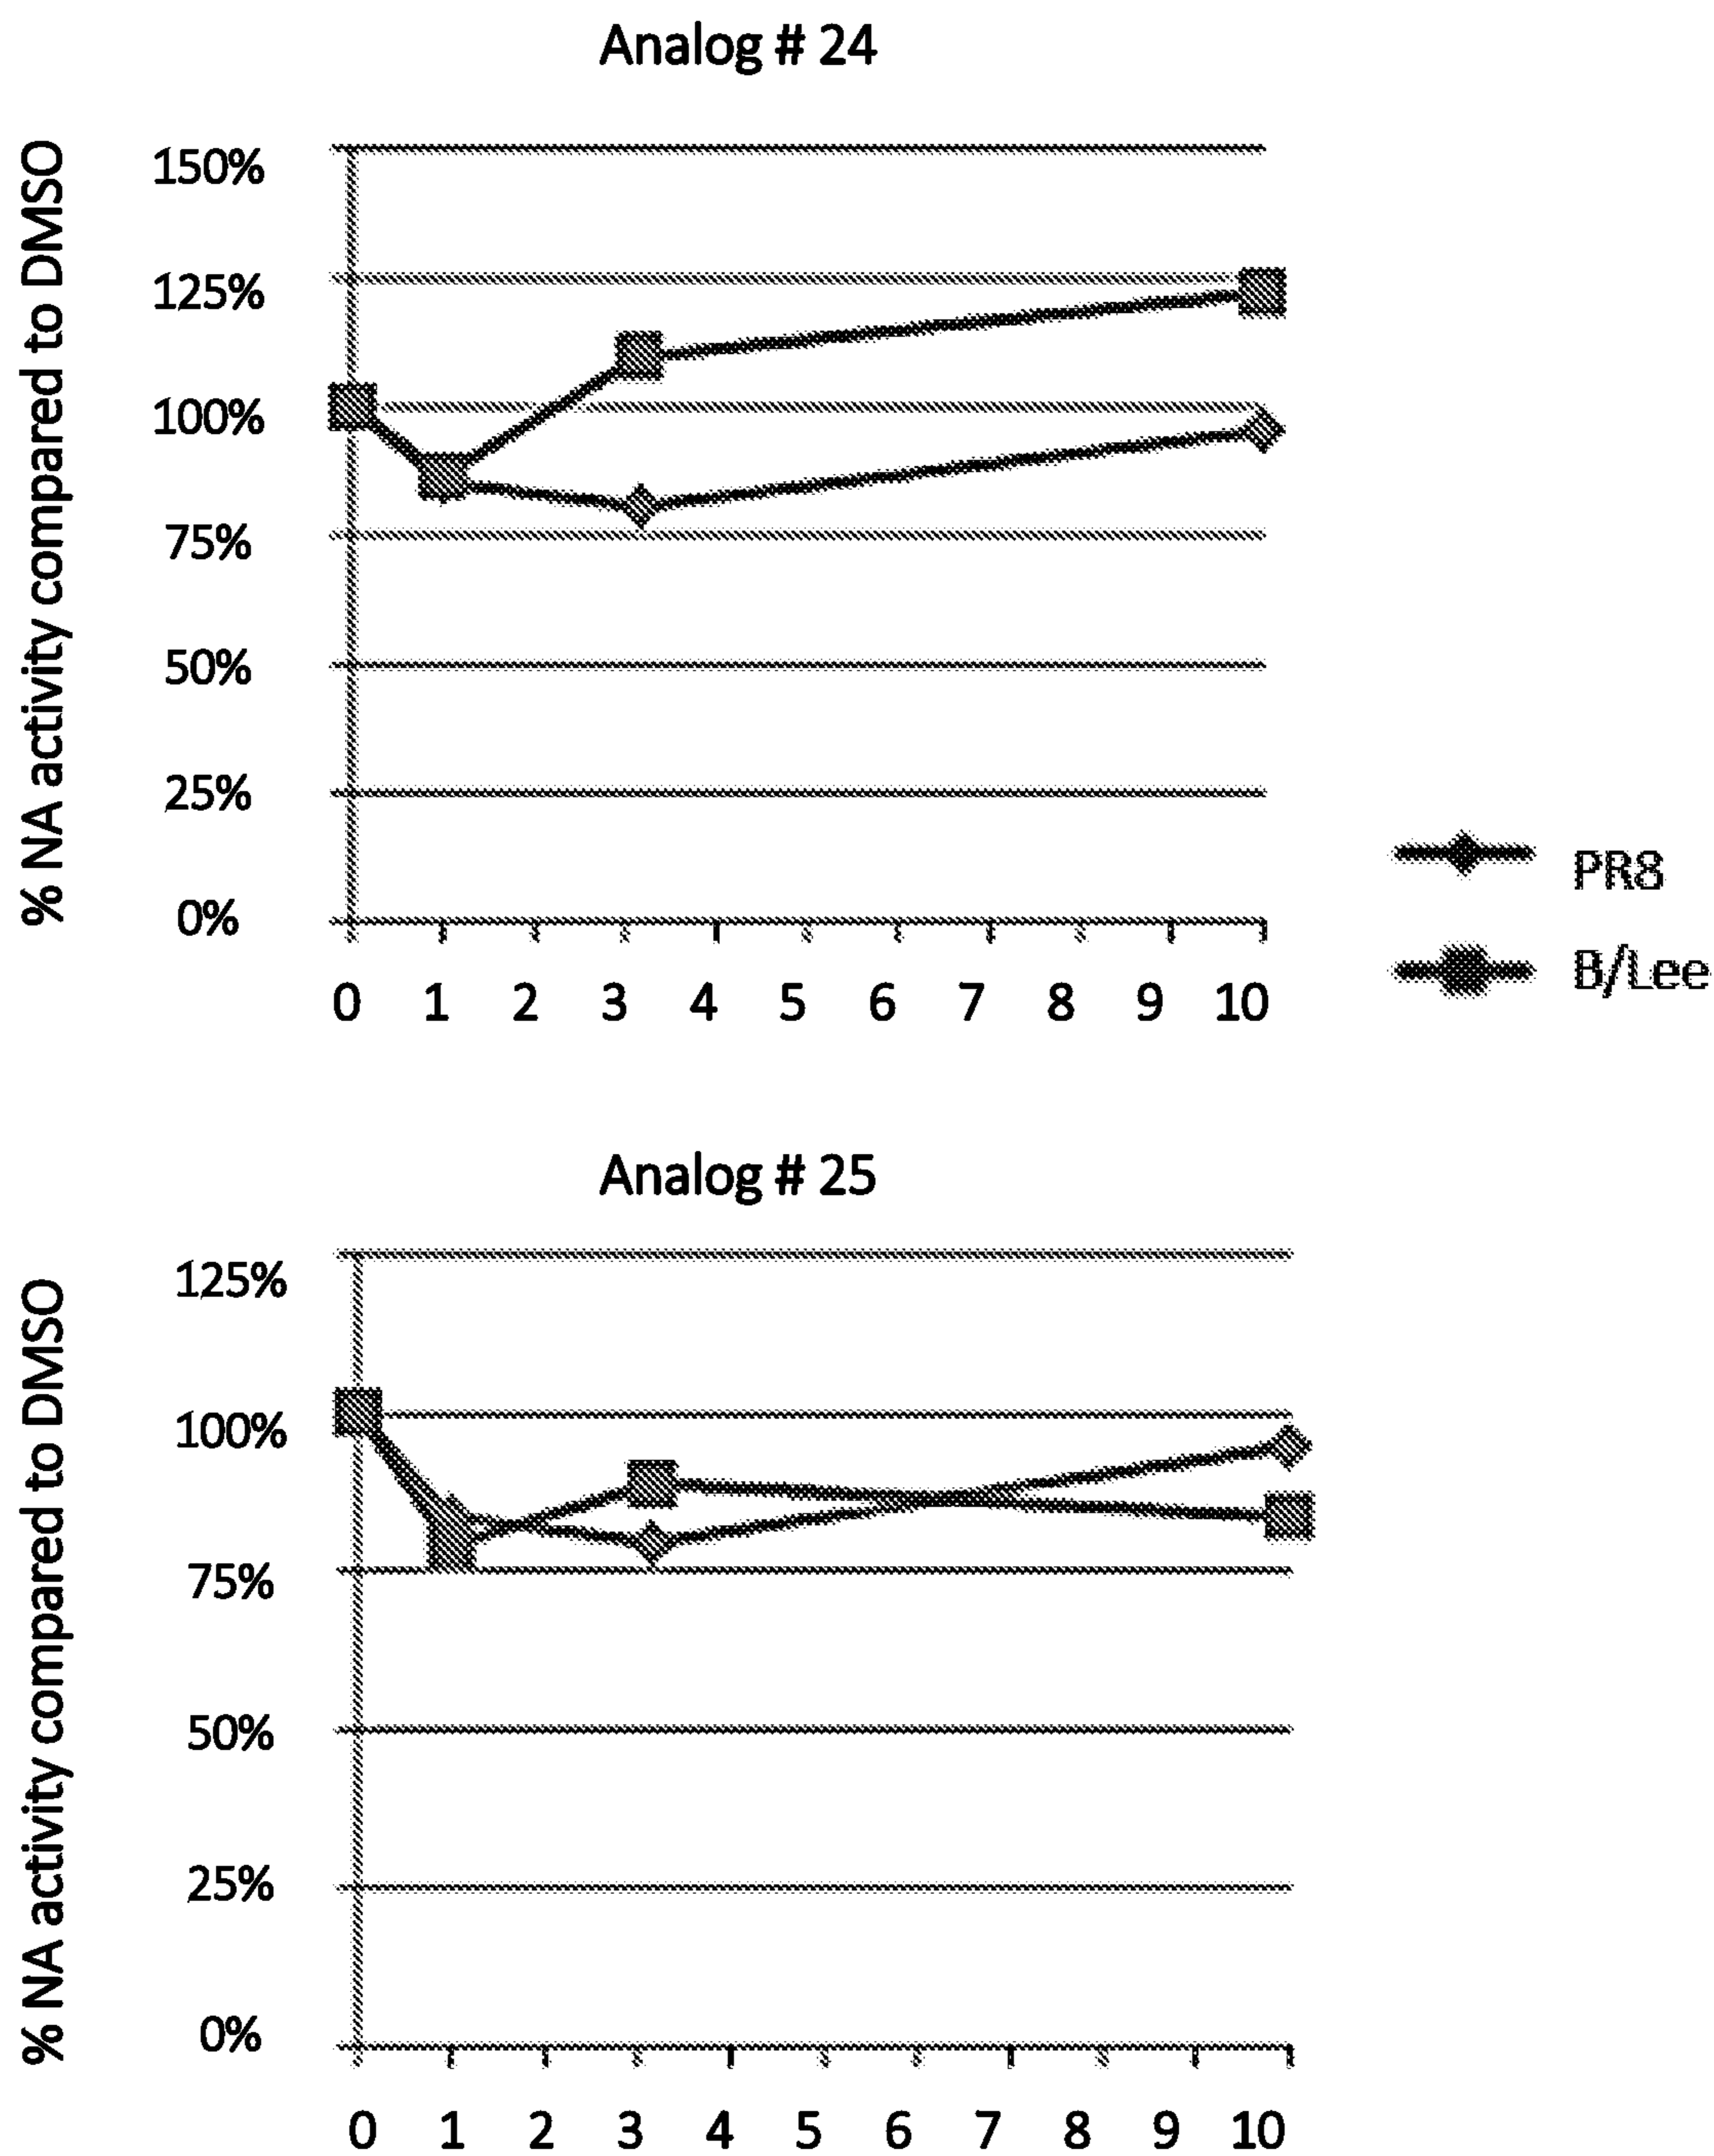 Analog # 24
% NA activity compared to DMSO
150%
125%
100%
75%
50%
25%
0%
0 1 2 3 4 5 6 7 8 9 10
PR8
B/Lee
Analog # 25
% NA activity compared to DMSO
125%
100%
75%
50%
25%
0%
0 1 2 3 4 5 6 7 8 9 10